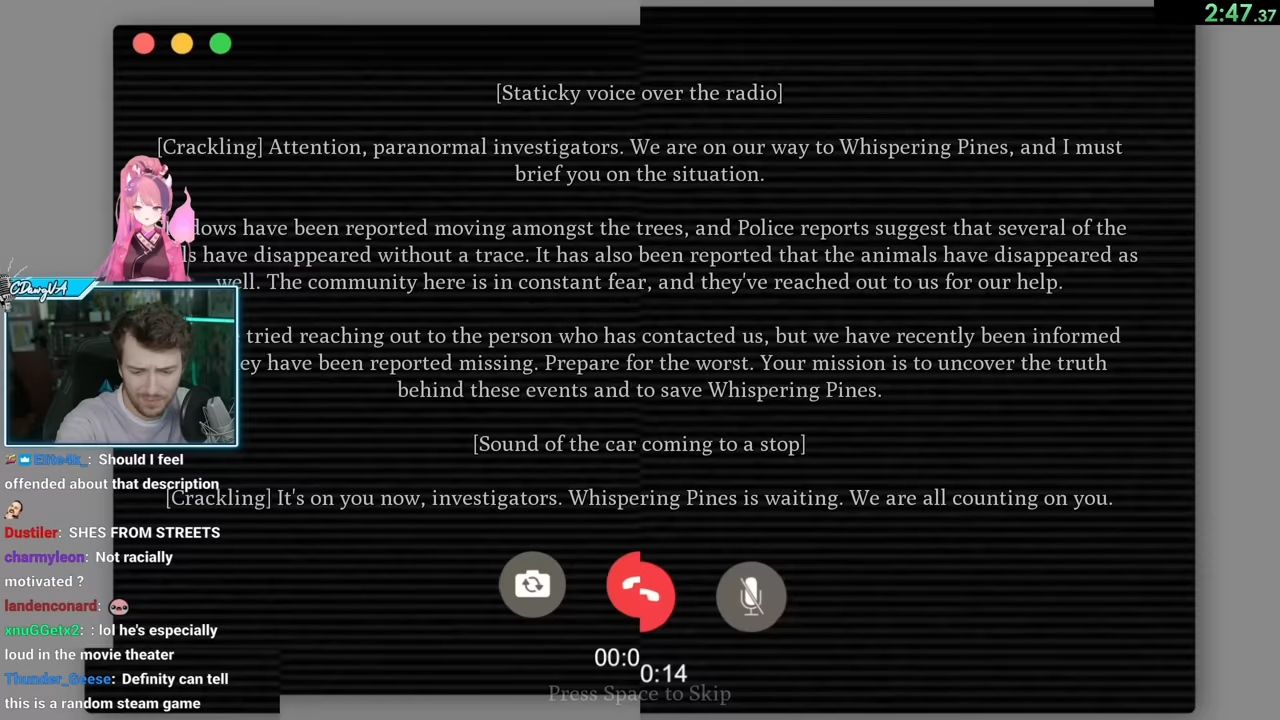 2:47.37
[Staticky voice over the radio]
[Crackling] Attention, paranormal investigators. We are on our way to Whispering Pines, and I must
brief you on the situation.
dows have been reported moving amongst the trees, and Police reports suggest that several of the
ls have disappeared without a trace. It has also been reported that the animals have disappeared as
well. The community here is in constant fear, and they've reached out to us for our help.
tried reaching out to the person who has contacted us, but we have recently been informed
ey have been reported missing. Prepare for the worst. Your mission is to uncover the truth
behind these events and to save Whispering Pines.
[Sound of the car coming to a stop]
[Crackling] It's on you now, investigators. Whispering Pines is waiting. We are all counting on you.
00:0
0:14
Press Space to Skip
CDawgVA
Elite4k_: Should I feel
offended about that description
Dustiler: SHES FROM STREETS
charmyleon: Not racially
motivated ?
landenconard:
xnuGGetx2: : lol he's especially
loud in the movie theater
Thunder_Geese: Definity can tell
this is a random steam game